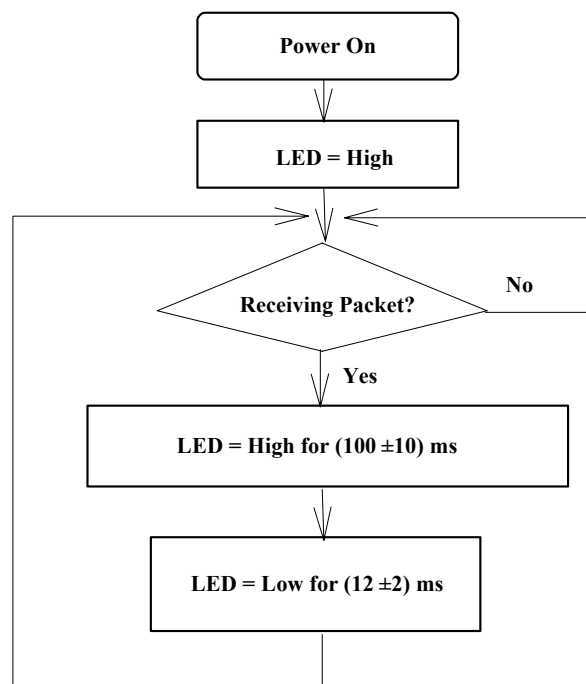 Power On
LED = High
Receiving Packet?
No
Yes
LED = High for (100 ±10) ms
LED = Low for (12 ±2) ms